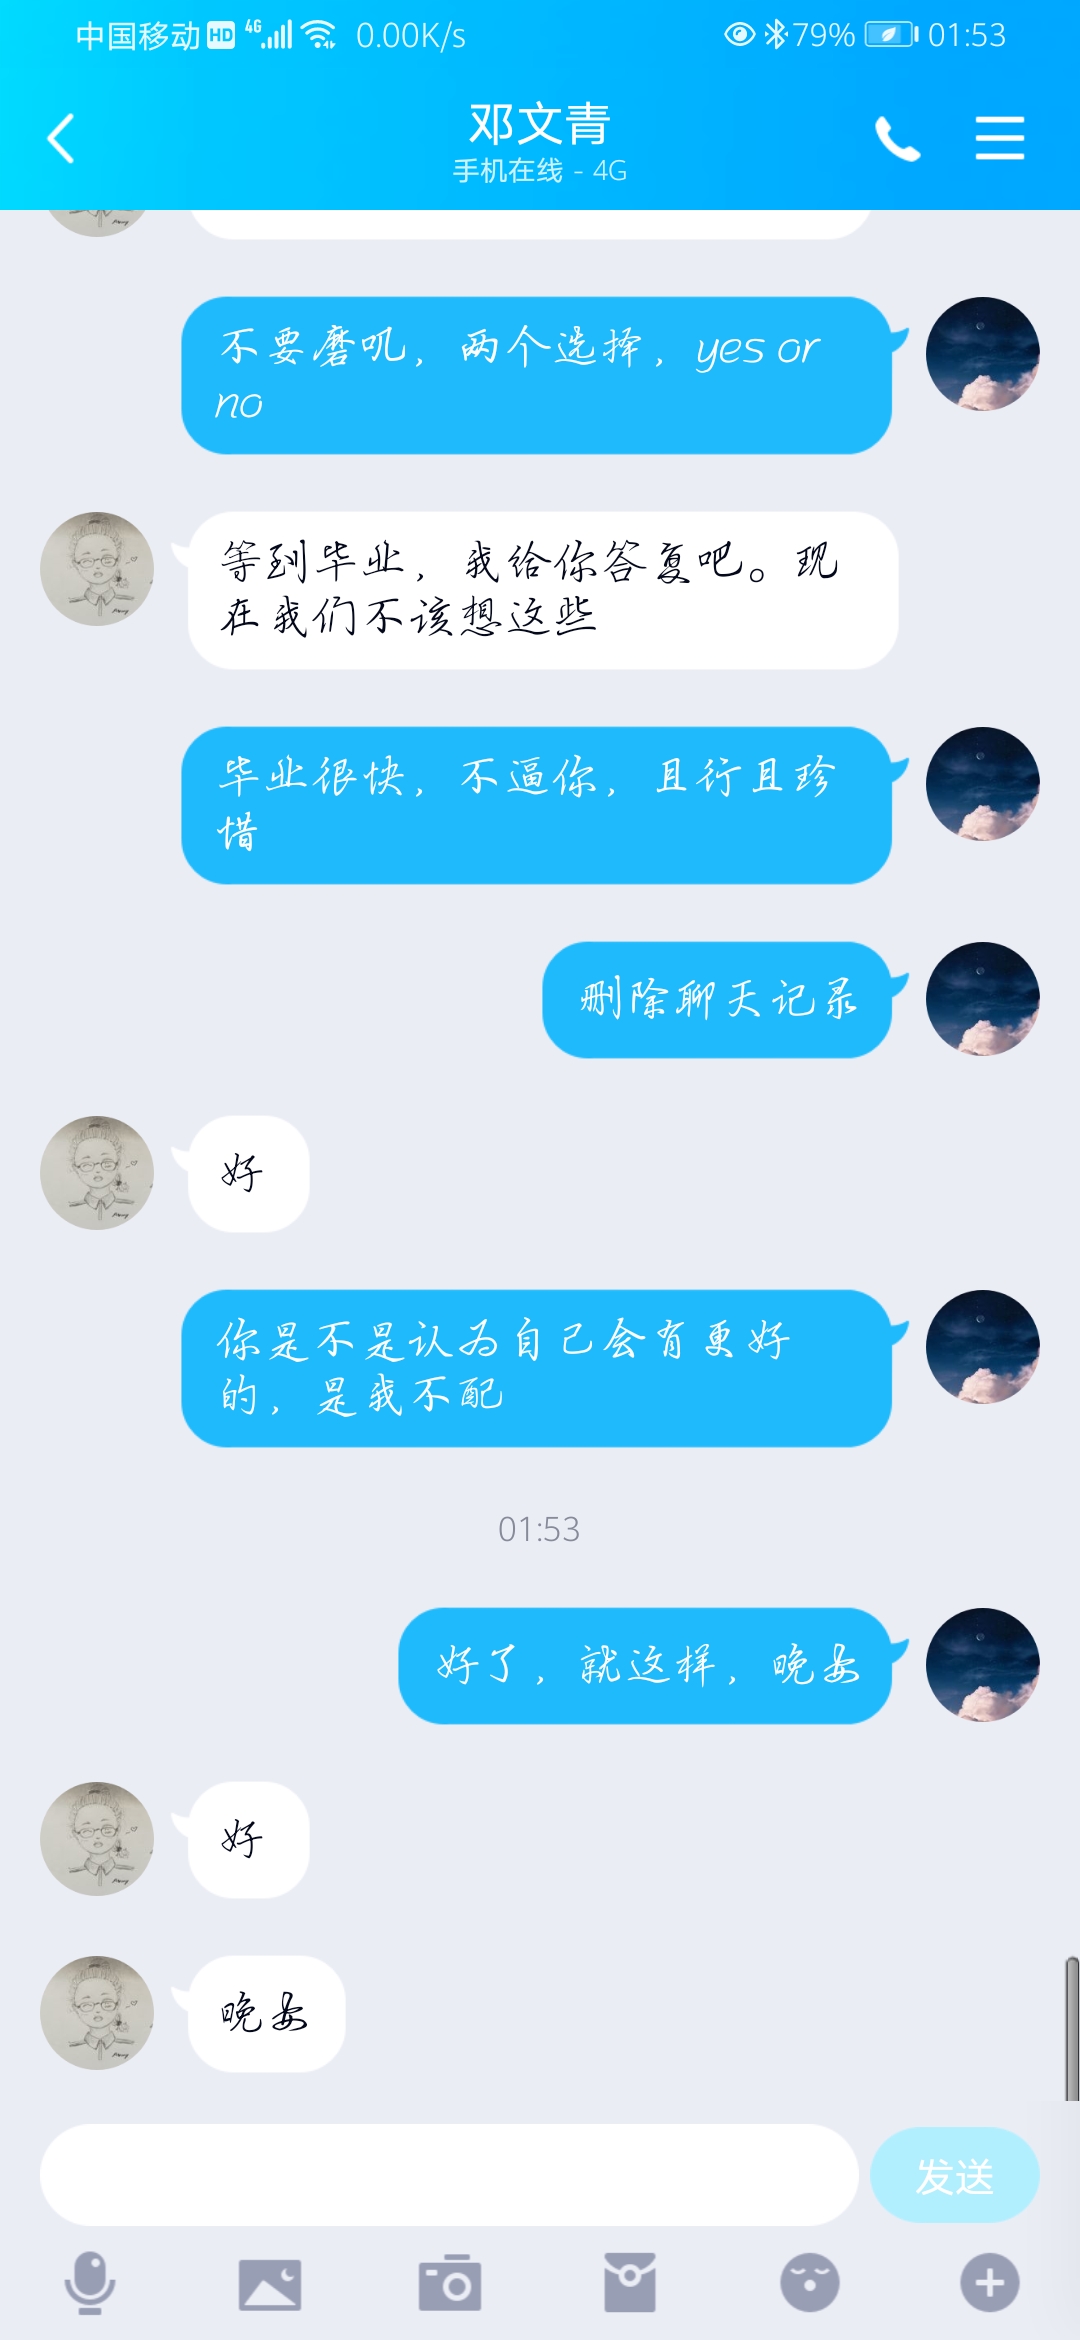 中国移动 HD 4G 0.00K/s 79% 01:53
邓文青
手机在线 - 4G
不要磨叽，两个选择，yes or
no
等到毕业，我给你答复吧。现
在我们不该想这些
毕业很快，不逼你，且行且珍
惜
删除聊天记录
好
你是不是认为自己会有更好
的，是我不配
01:53
好了，就这样，晚安
好
晚安
发送